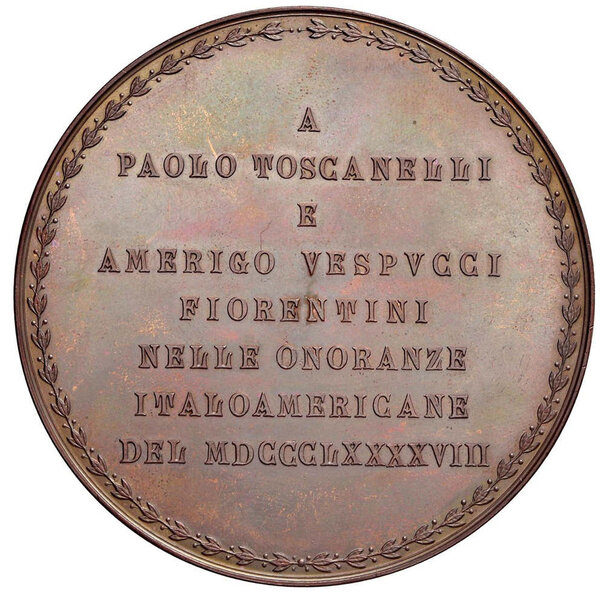 A
PAOLO TOSCANELLI
E
AMERIGO VESPVCCI
FIORENTINI
NELLE ONORANZE
ITALOAMERICANE
DEL MDCCCLXXXXVIII